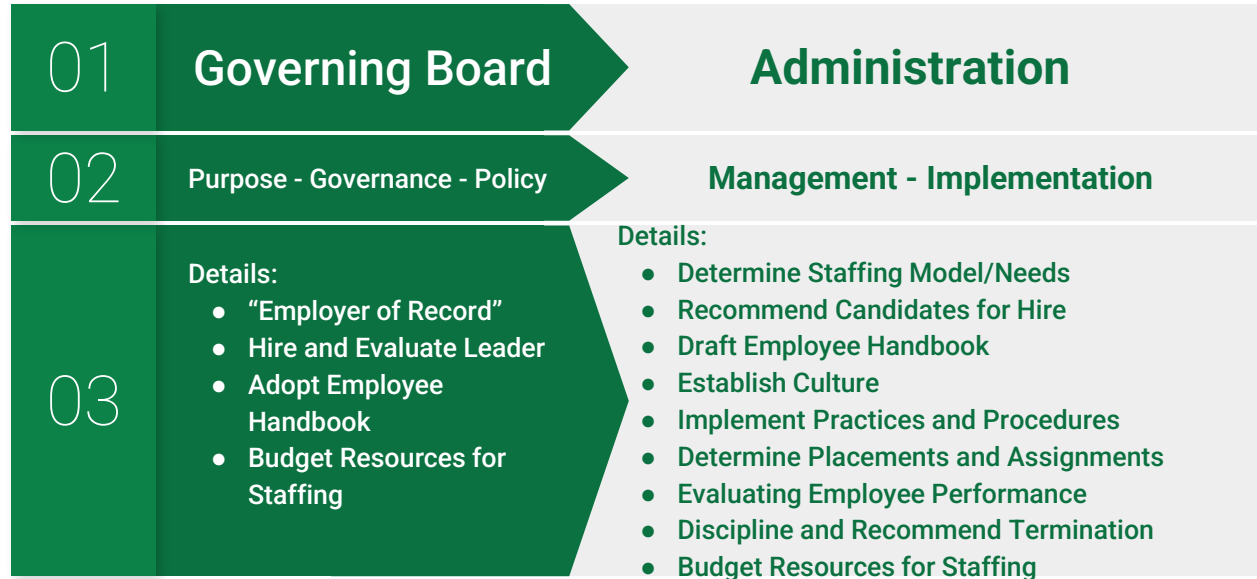 01
Governing Board
Administration
02
Purpose - Governance - Policy
Management - Implementation
03
Details:
● “Employer of Record”
● Hire and Evaluate Leader
● Adopt Employee
Handbook
● Budget Resources for
Staffing
Details:
● Determine Staffing Model/Needs
● Recommend Candidates for Hire
● Draft Employee Handbook
● Establish Culture
● Implement Practices and Procedures
● Determine Placements and Assignments
● Evaluating Employee Performance
● Discipline and Recommend Termination
● Budget Resources for Staffing